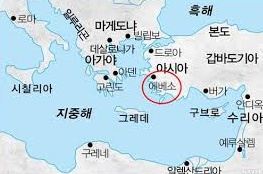 흑해
로마
일루리곤
마게도냐
빌립보
본도
데살로니가
드로아
갑바도기아
아가야
아시아
아덴
시칠리아
고린도
에베소
버가
안디옥
수리아
지중해
그레데
구브로
예루살렘
구레네
알렉산드리아